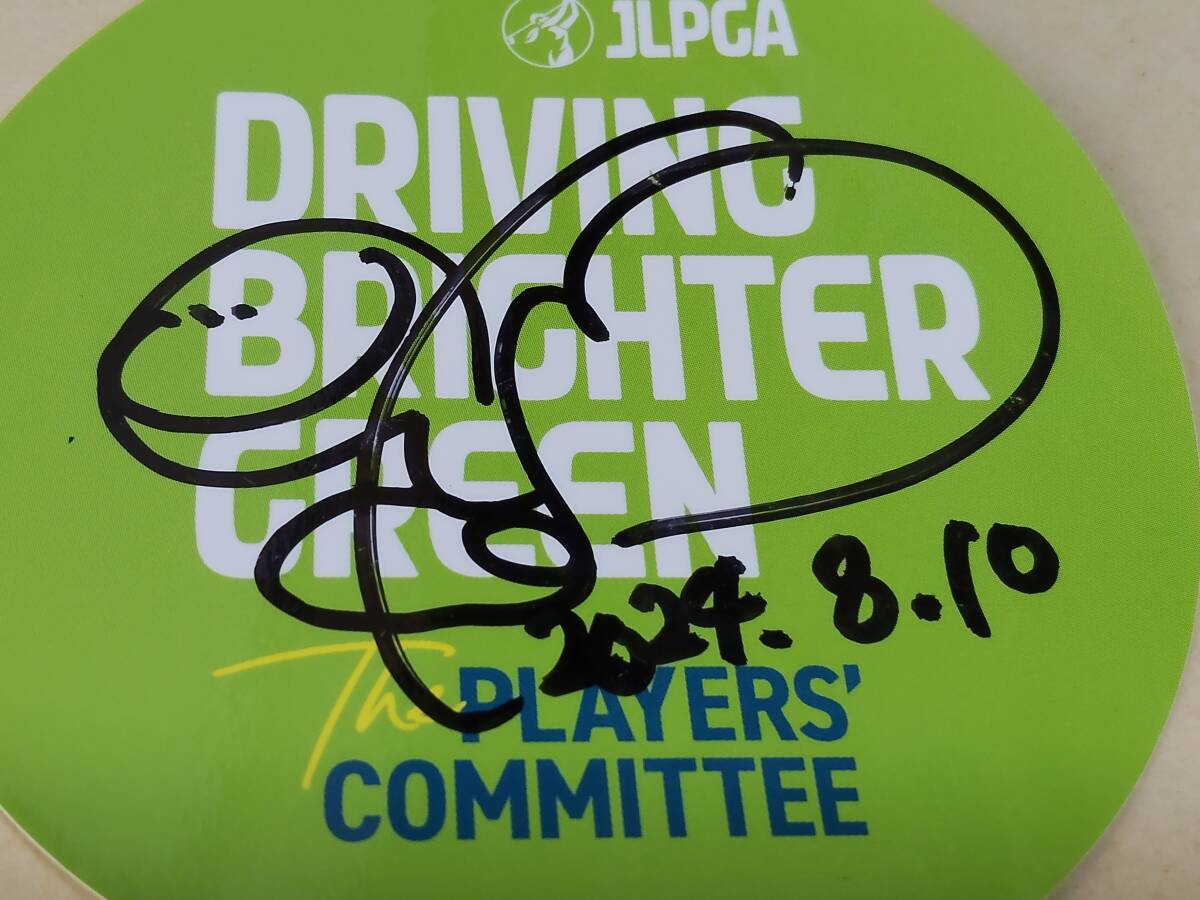 JLPGA
DRIVING
BRIGHTER
GREEN
2024.8.10
The PLAYERS'
COMMITTEE